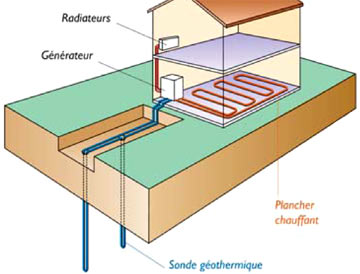 Radiateurs
Générateur
Plancher
chauffant
Sonde géothermique